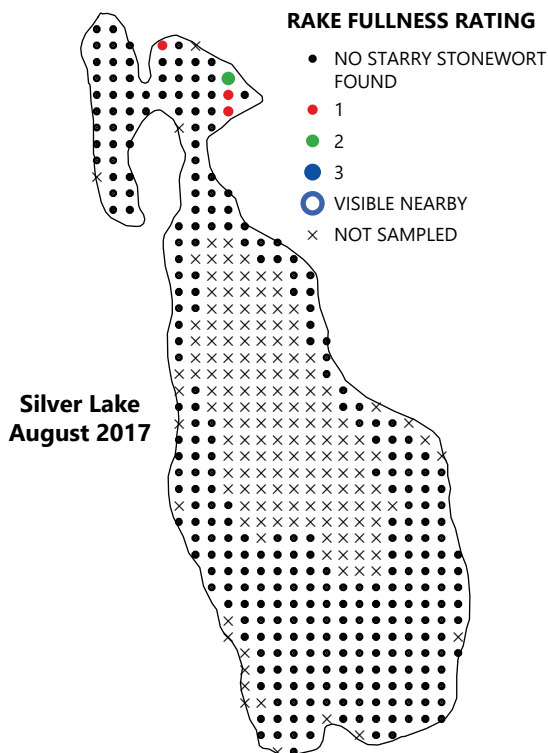 RAKE FULLNESS RATING
NO STARRY STONEWORT
FOUND
1
2
3
VISIBLE NEARBY
NOT SAMPLED
Silver Lake
August 2017